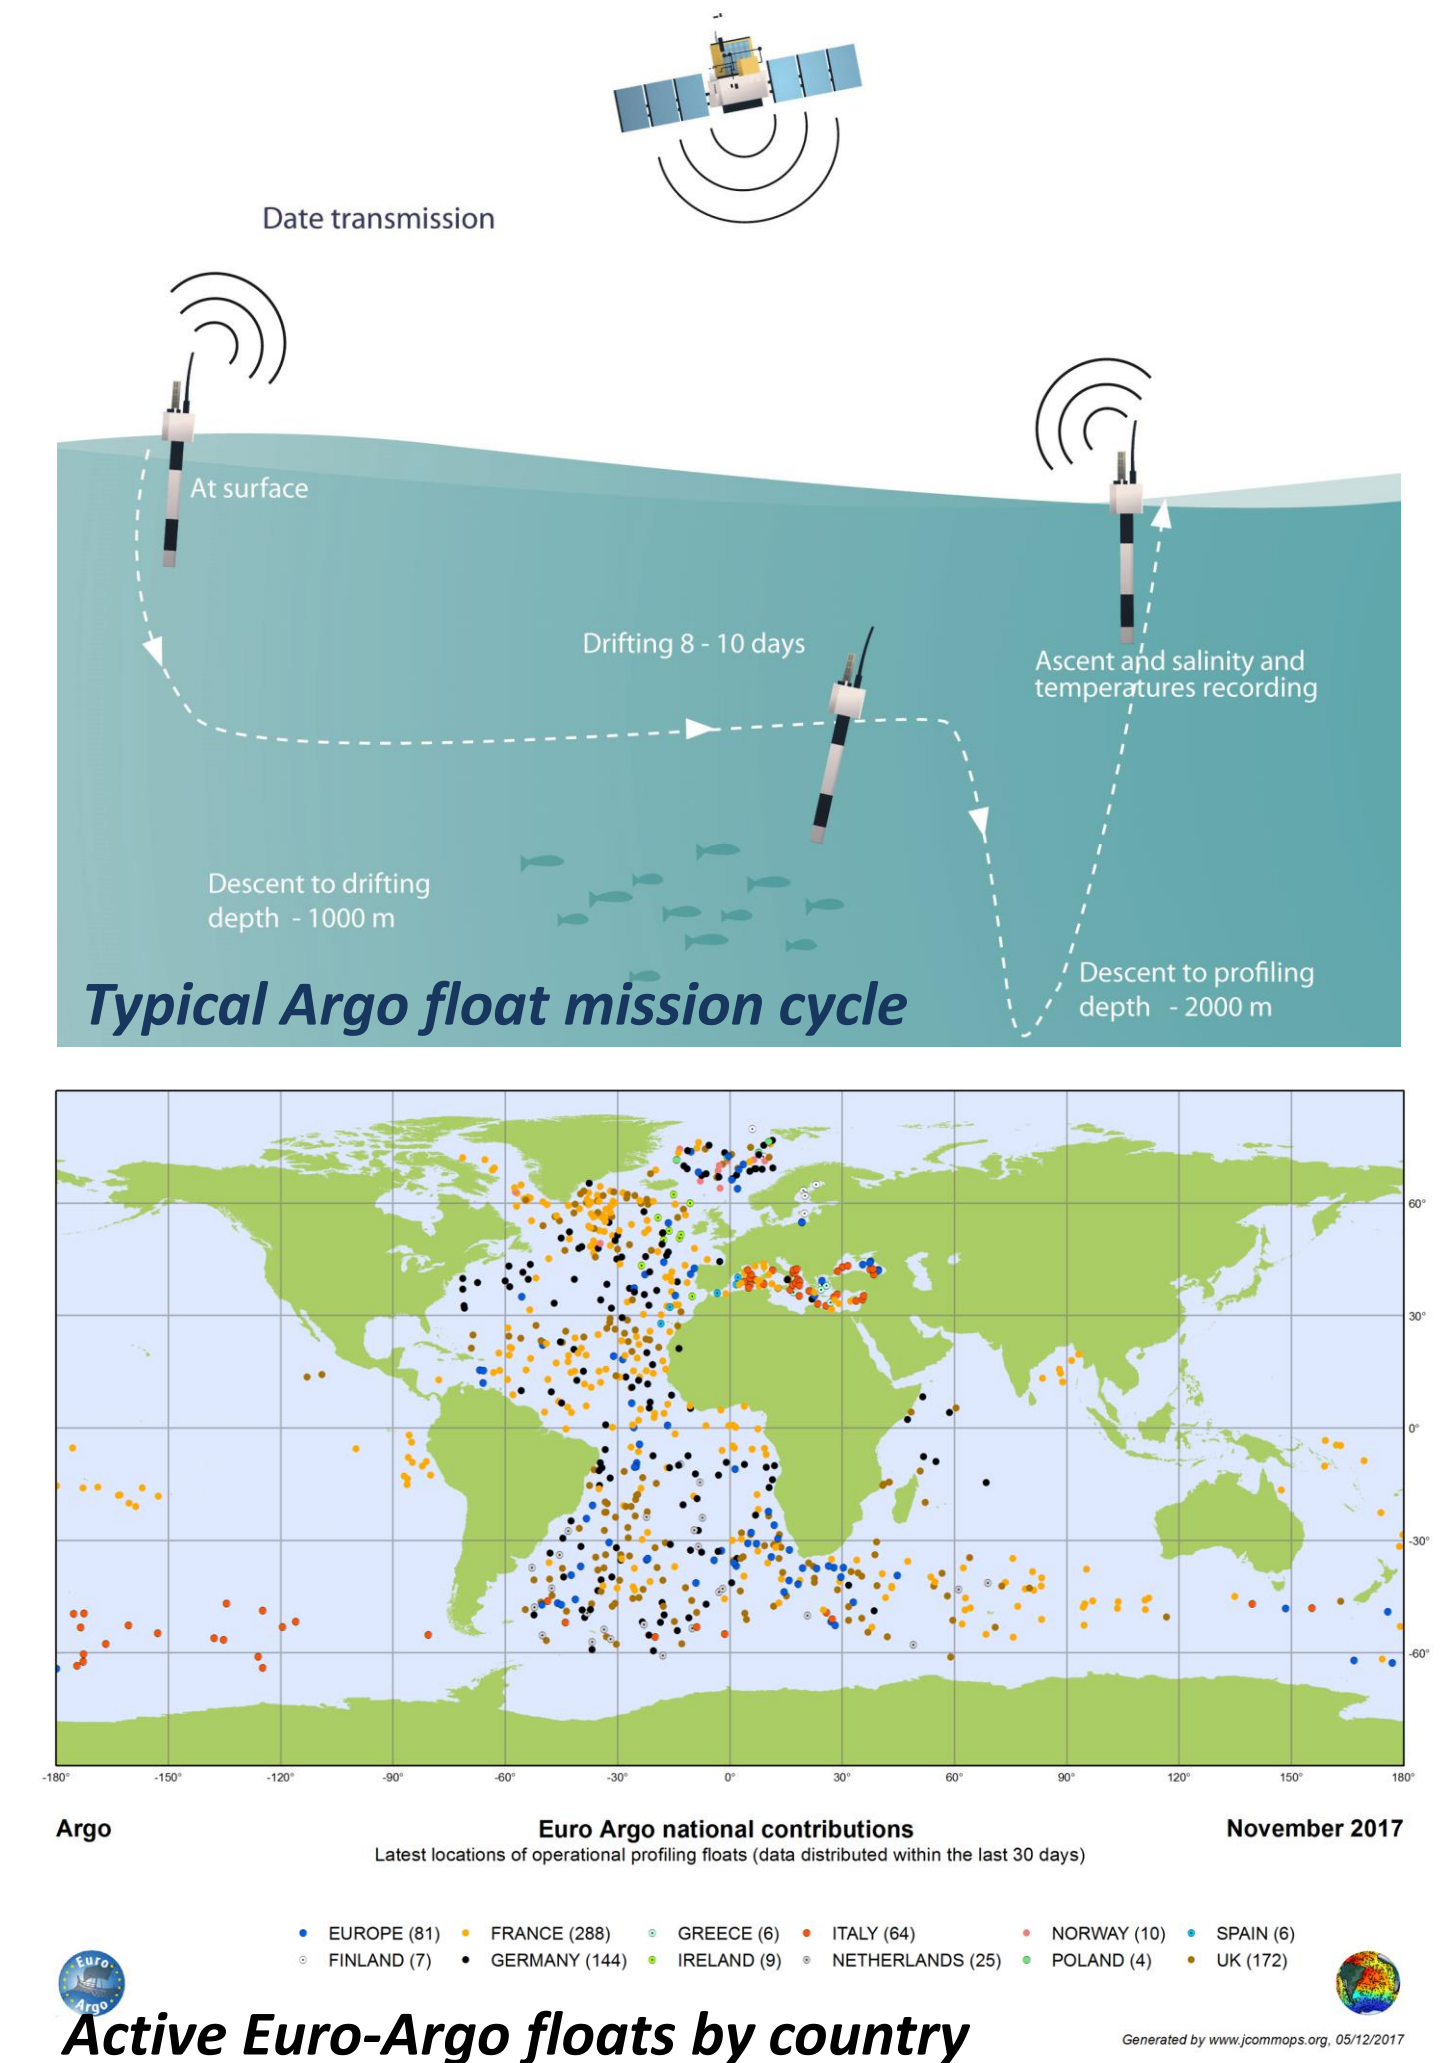 Date transmission
At surface
Drifting 8 - 10 days
Ascent and salinity and
temperatures recording
Descent to drifting
depth - 1000 m
Descent to profiling
depth - 2000 m
Typical Argo float mission cycle
60°
30°
0°
-30°
-60°
-180° -150° -120° -90° -60° -30° 0° 30° 60° 90° 120° 150° 180°
Argo Euro Argo national contributions November 2017
Latest locations of operational profiling floats (data distributed within the last 30 days)
EUROPE (81) FRANCE (288) GREECE (6) ITALY (64) NORWAY (10) SPAIN (6)
FINLAND (7) GERMANY (144) IRELAND (9) NETHERLANDS (25) POLAND (4) UK (172)
Euro
Argo
Active Euro-Argo floats by country
Generated by www.jcommops.org, 05/12/2017